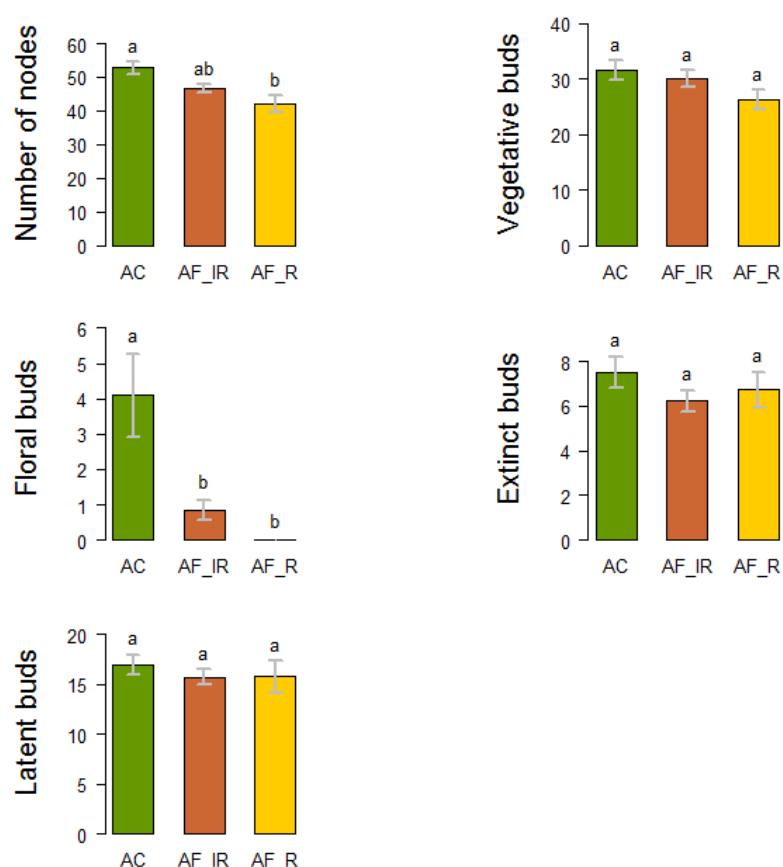 Number of nodes
60
50
40
30
20
10
0
a
ab
b
AC AF_IR AF_R
Vegetative buds
40
30
20
10
0
a
a
a
AC AF_IR AF_R
Floral buds
6
5
4
3
2
1
0
a
b
b
AC AF_IR AF_R
Extinct buds
8
6
4
2
0
a
a
a
AC AF_IR AF_R
Latent buds
20
15
10
5
0
a
a
a
AC AF_IR AF_R